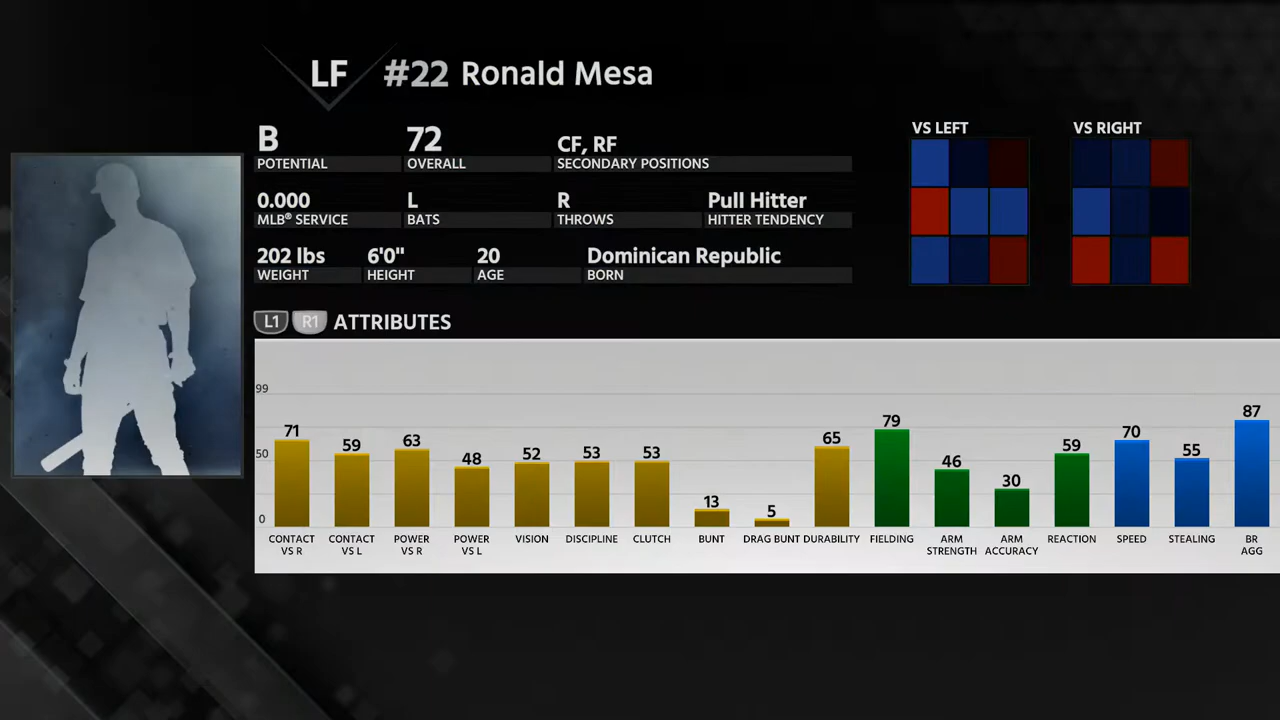 LF #22 Ronald Mesa
B 72 CF, RF
POTENTIAL OVERALL SECONDARY POSITIONS
0.000 L R Pull Hitter
MLB® SERVICE BATS THROWS HITTER TENDENCY
202 lbs 6'0" 20 Dominican Republic
WEIGHT HEIGHT AGE BORN
VS LEFT VS RIGHT
L1 R1 ATTRIBUTES
99
50
0
71 59 63 48 52 53 53 13 5 65 79 46 30 59 70 55 87
CONTACT VS R
CONTACT VS L
POWER VS R
POWER VS L
VISION
DISCIPLINE
CLUTCH
BUNT
DRAG BUNT
DURABILITY
FIELDING
ARM STRENGTH
ARM ACCURACY
REACTION
SPEED
STEALING
BR AGG